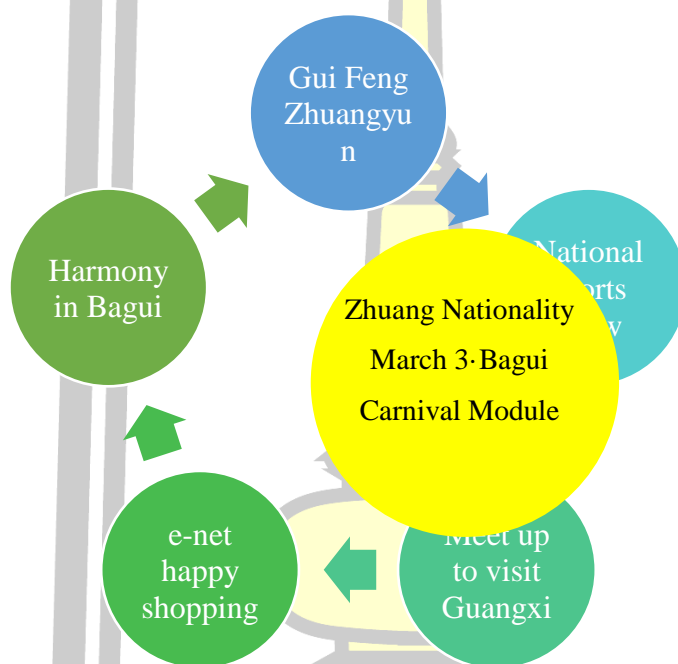 Gui Feng
Zhuangyu
n
National
Harmony
in Bagui
Zhuang Nationality
March 3·Bagui
Carnival Module
e-net
happy
shopping
Meet up
to visit
Guangxi